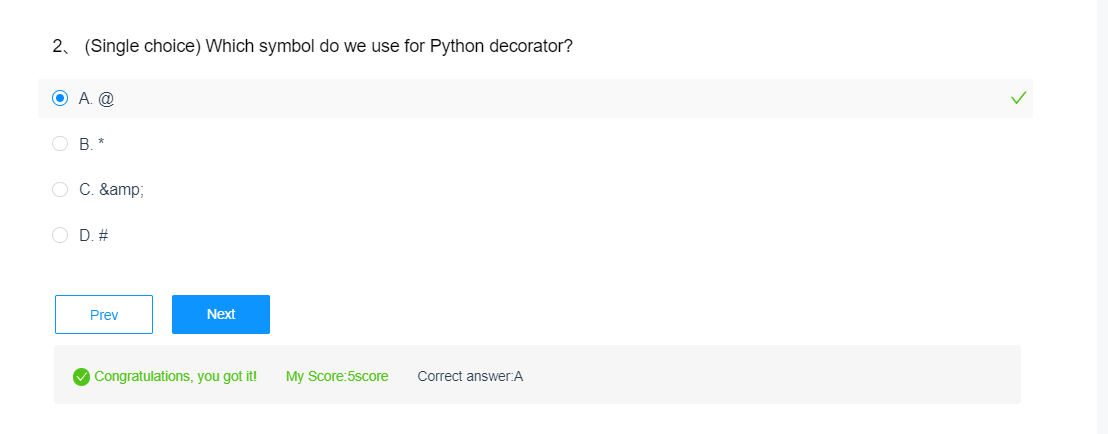 2、 (Single choice) Which symbol do we use for Python decorator?
A. @
B. *
C. &amp;
D. #
Prev Next
Congratulations, you got it! My Score:5score Correct answer:A